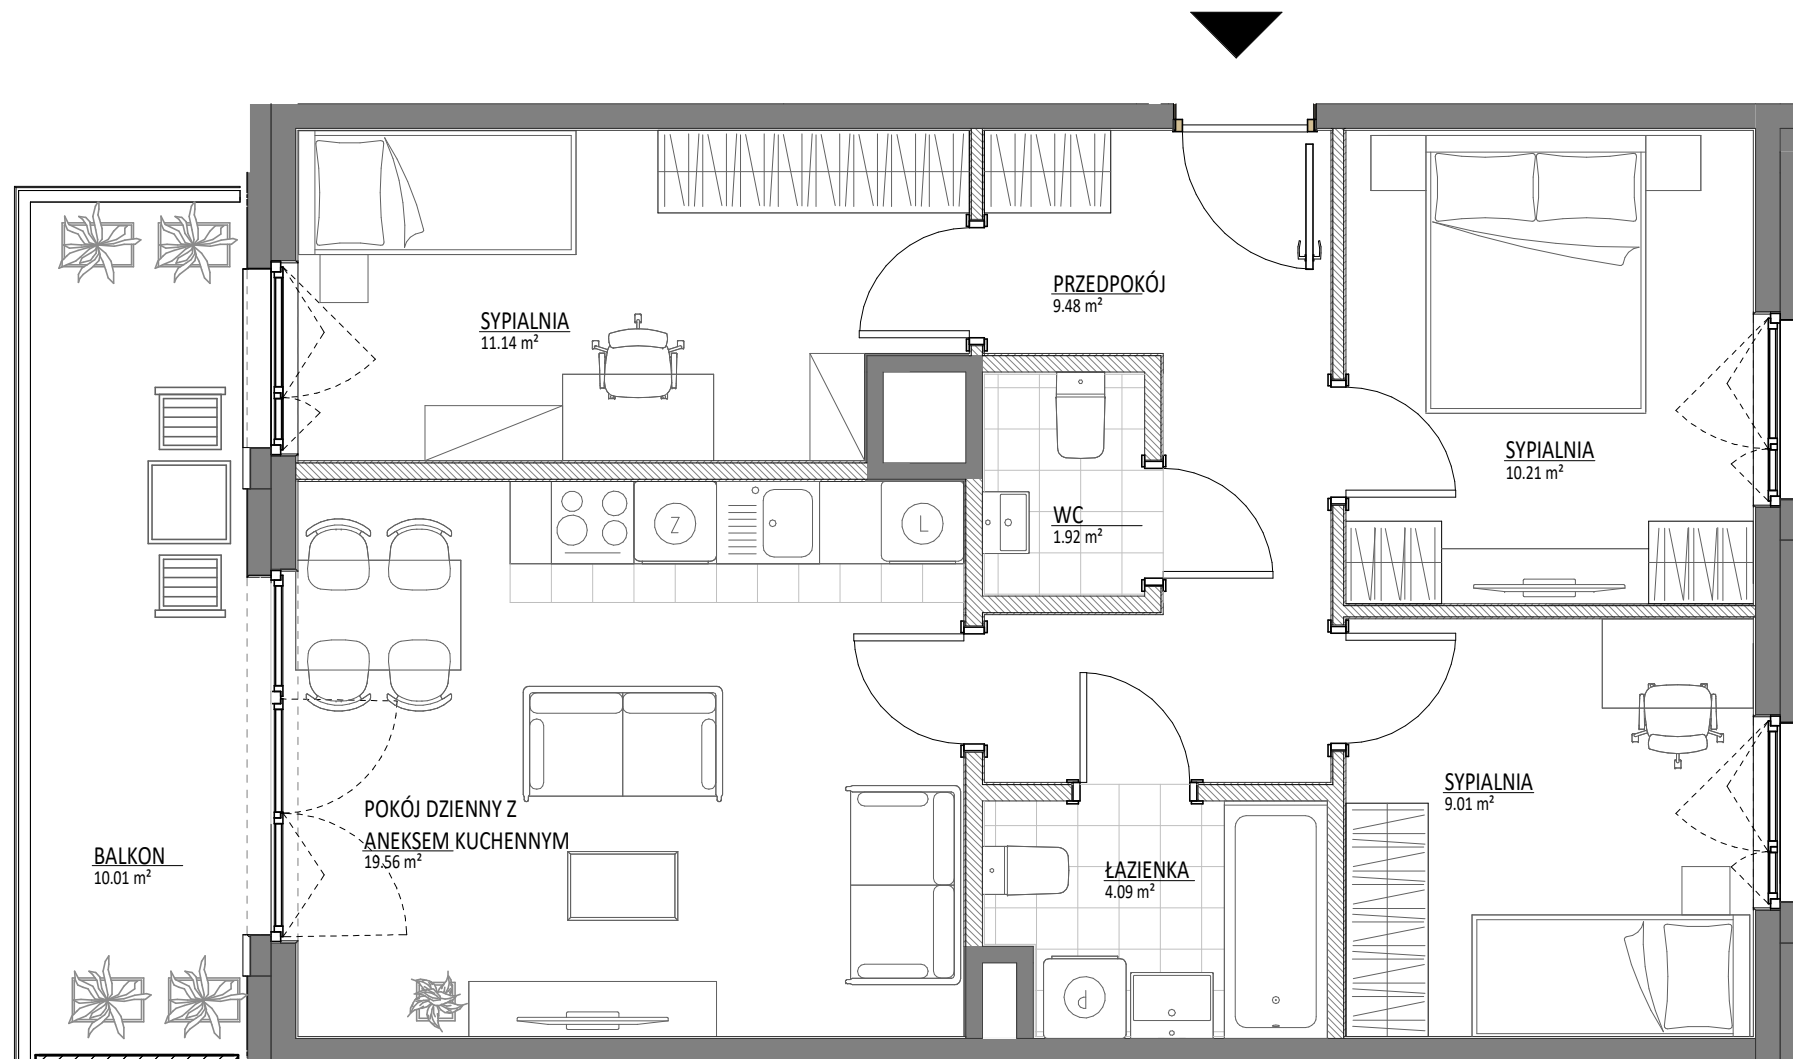 PRZEDPOKÓJ
9.48 m²
SYPIALNIA
11.14 m²
SYPIALNIA
10.21 m²
WC
1.92 m²
Z
L
SYPIALNIA
9.01 m²
POKÓJ DZIENNY Z
ANEKSEM KUCHENNYM
19.56 m²
BALKON
10.01 m²
ŁAZIENKA
4.09 m²
P